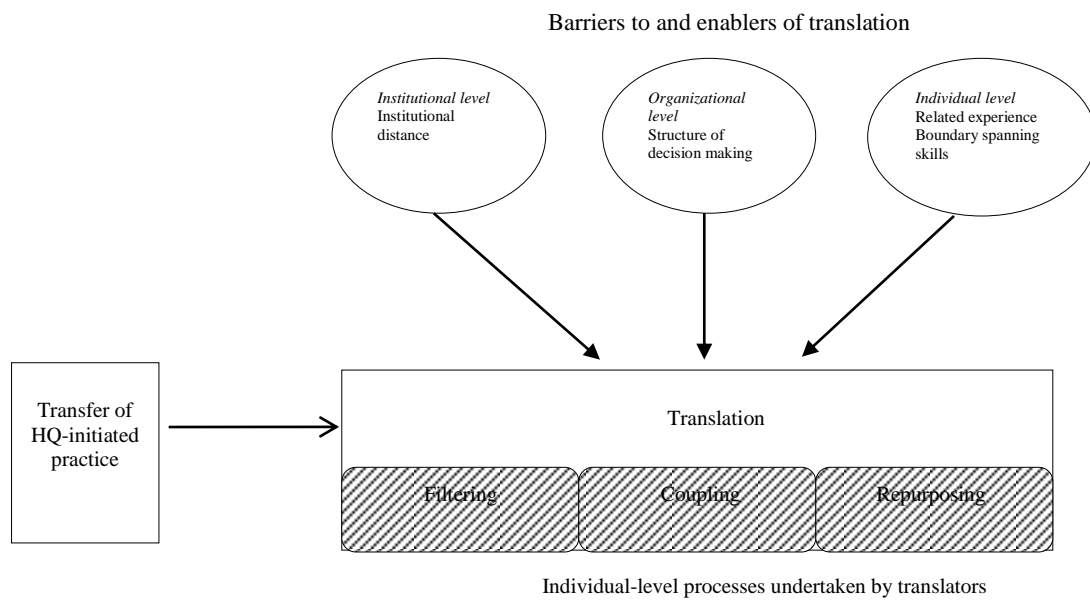 Barriers to and enablers of translation
Institutional level
Institutional
distance
Organizational
level
Structure of
decision making
Individual level
Related experience
Boundary spanning
skills
Transfer of
HQ-initiated
practice
Translation
Filtering
Coupling
Repurposing
Individual-level processes undertaken by translators